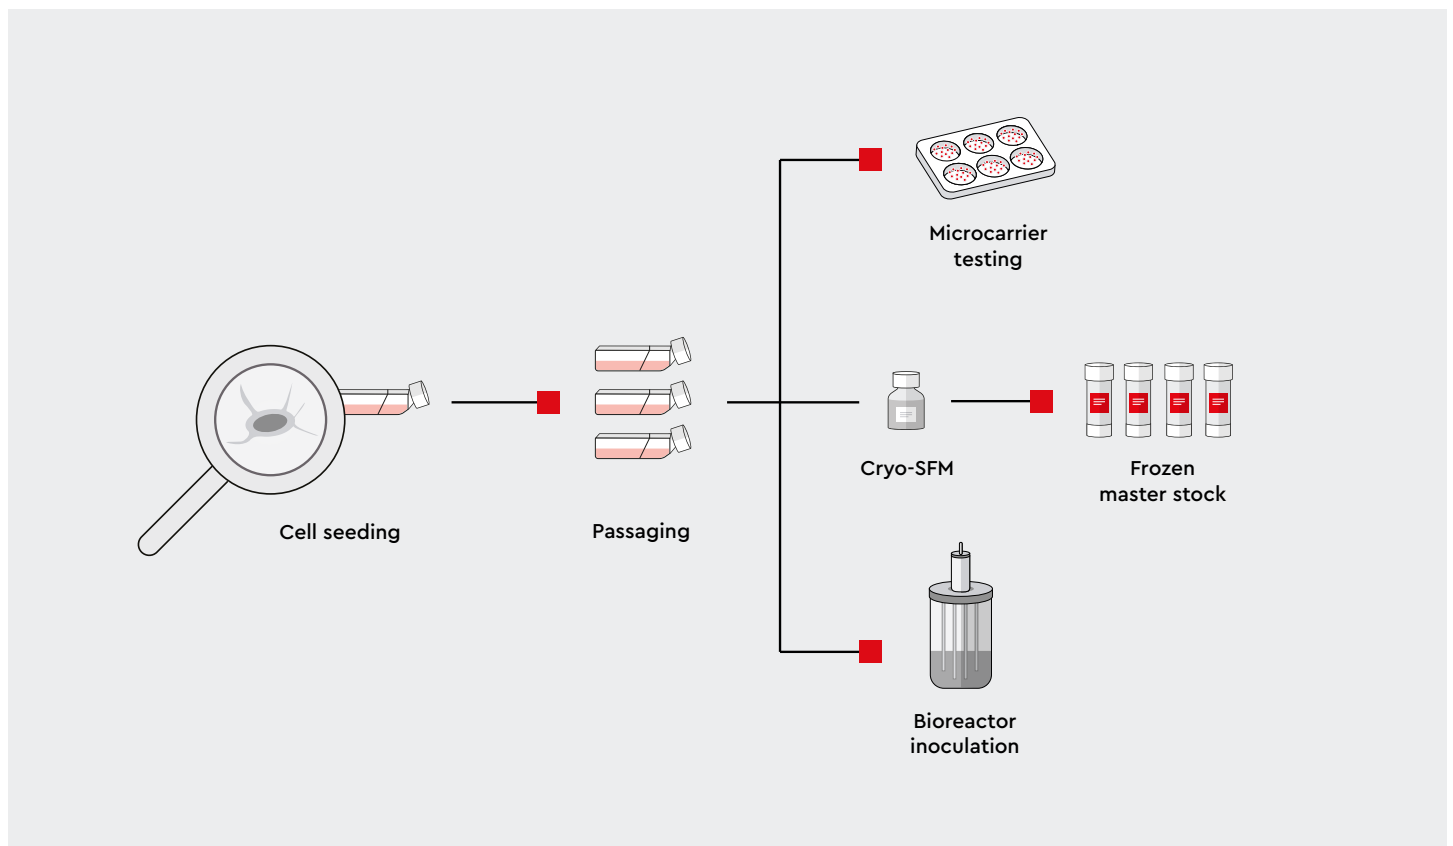 Microcarrier
testing
Cryo-SFM
Frozen
master stock
Cell seeding
Passaging
Bioreactor
inoculation